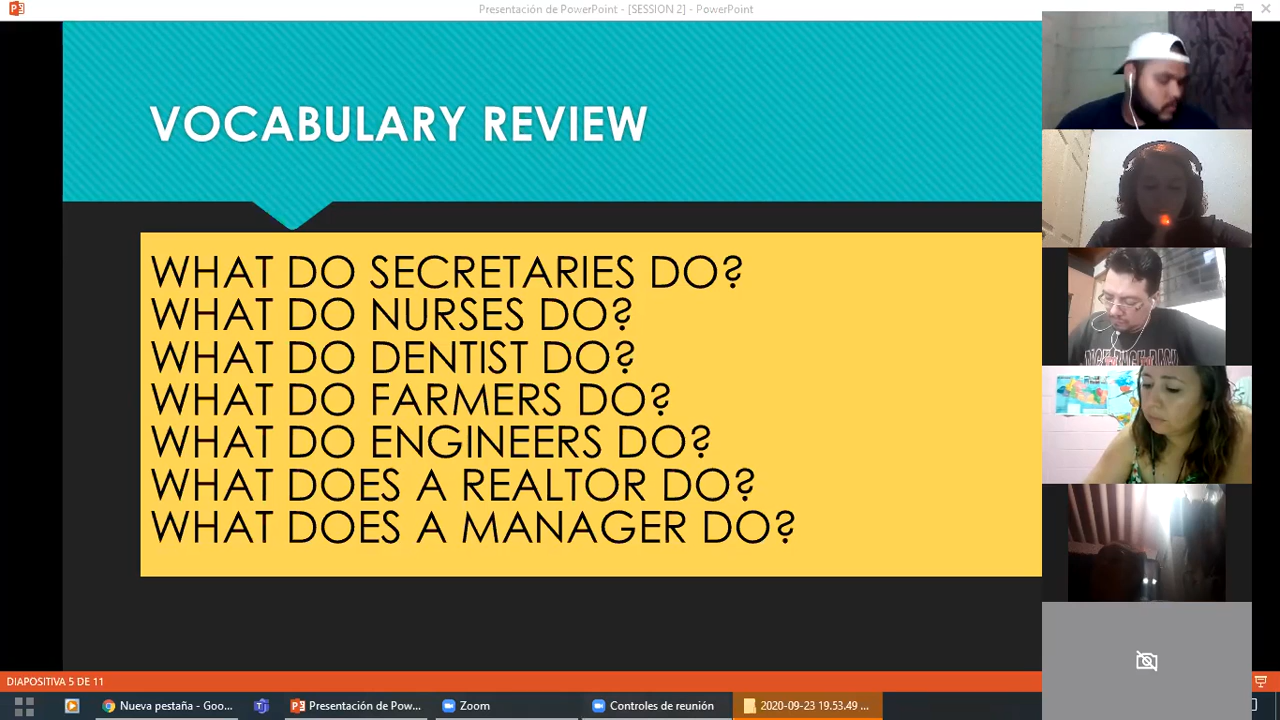 Presentación de PowerPoint - [SESSION 2] - PowerPoint
VOCABULARY REVIEW
WHAT DO SECRETARIES DO?
WHAT DO NURSES DO?
WHAT DO DENTIST DO?
WHAT DO FARMERS DO?
WHAT DO ENGINEERS DO?
WHAT DOES A REALTOR DO?
WHAT DOES A MANAGER DO?
DIAPOSITIVA 5 DE 11
Nueva pestaña - Goo...
Presentación de Pow...
Zoom
Controles de reunión
2020-09-23 19.53.49 ...